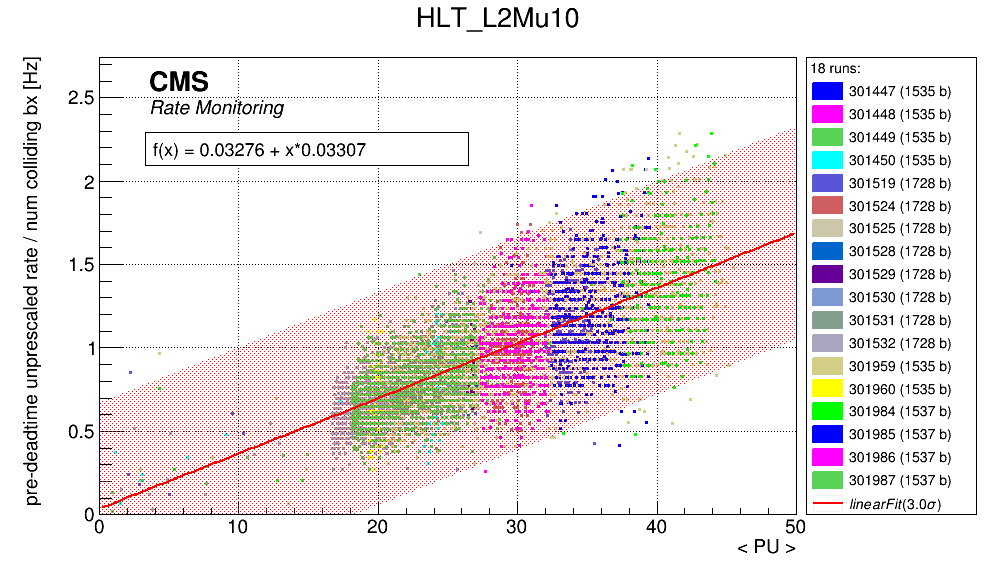 HLT_L2Mu10
pre-deadtime unprescaled rate / num colliding bx [Hz]
CMS
Rate Monitoring
f(x) = 0.03276 + x*0.03307
2.5
2
1.5
1
0.5
0
0 10 20 30 40 50
< PU >
18 runs:
301447 (1535 b)
301448 (1535 b)
301449 (1535 b)
301450 (1535 b)
301519 (1728 b)
301524 (1728 b)
301525 (1728 b)
301528 (1728 b)
301529 (1728 b)
301530 (1728 b)
301531 (1728 b)
301532 (1728 b)
301959 (1535 b)
301960 (1535 b)
301984 (1537 b)
301985 (1537 b)
301986 (1537 b)
301987 (1537 b)
linearFit(3.0σ)